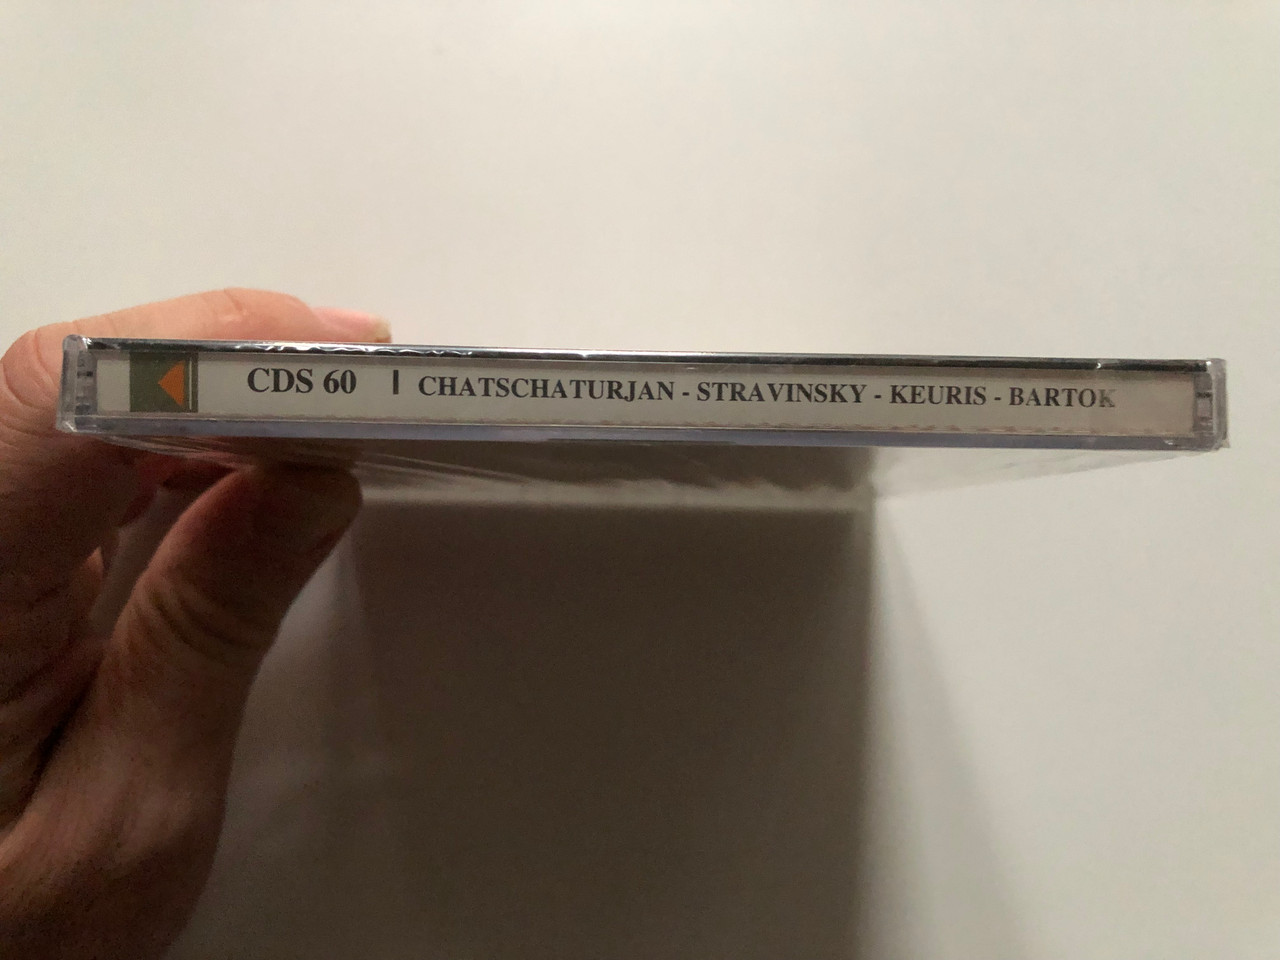 CDS 60 | CHATSCHATURJAN - STRAVINSKY - KEURIS - BARTOK